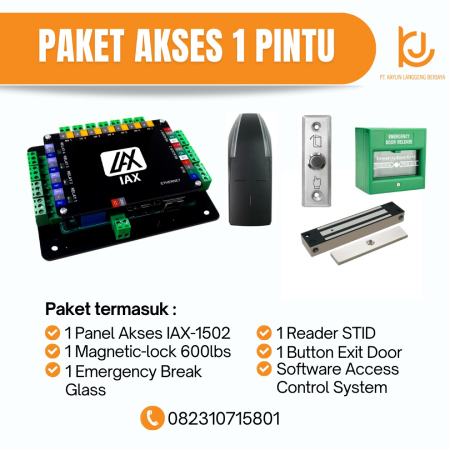 PAKET AKSES 1 PINTU
PT. KAYUN LANGGENG BERJAYA
IAX
IAX
ETHERNET
EMERGENCY
DOOR RELEASE
Paket termasuk :
1 Panel Akses IAX-1502
1 Magnetic-lock 600lbs
1 Emergency Break
Glass
1 Reader STID
1 Button Exit Door
Software Access
Control System
082310715801